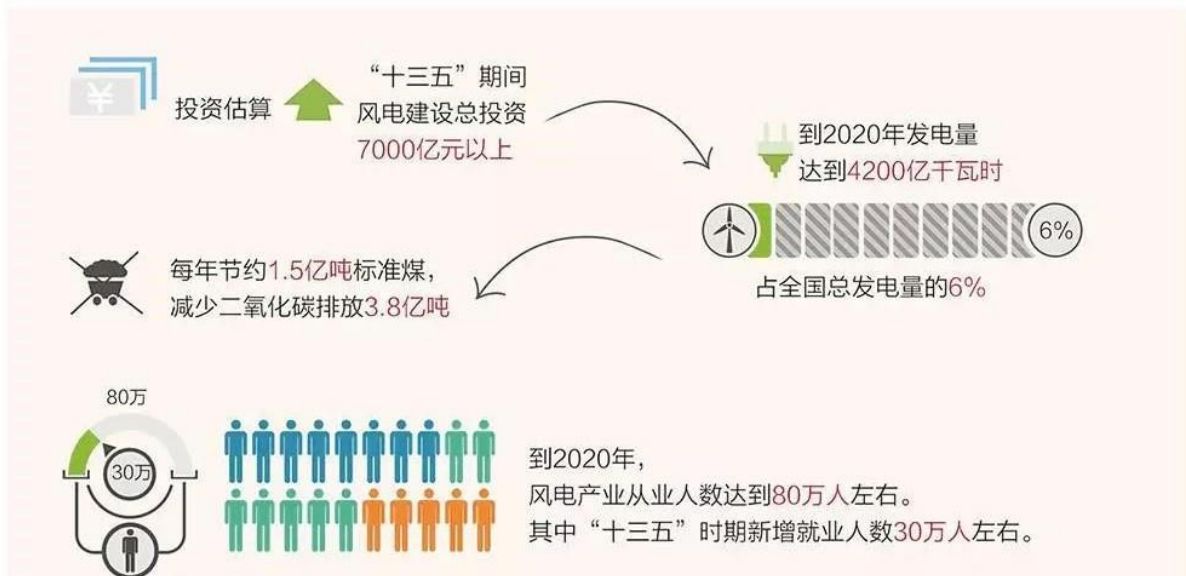 ¥
投资估算
“十三五”期间
风电建设总投资
7000亿元以上
到2020年发电量
达到4200亿千瓦时
6%
占全国总发电量的6%
每年节约1.5亿吨标准煤，
减少二氧化碳排放3.8亿吨
80万
30万
到2020年，
风电产业从业人数达到80万人左右。
其中“十三五”时期新增就业人数30万人左右。